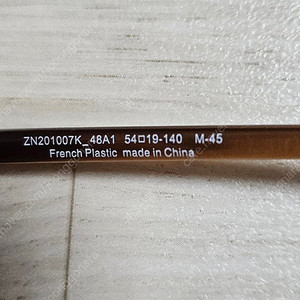 ZN201007K_48A1 54□19-140 M-45
French Plastic made in China